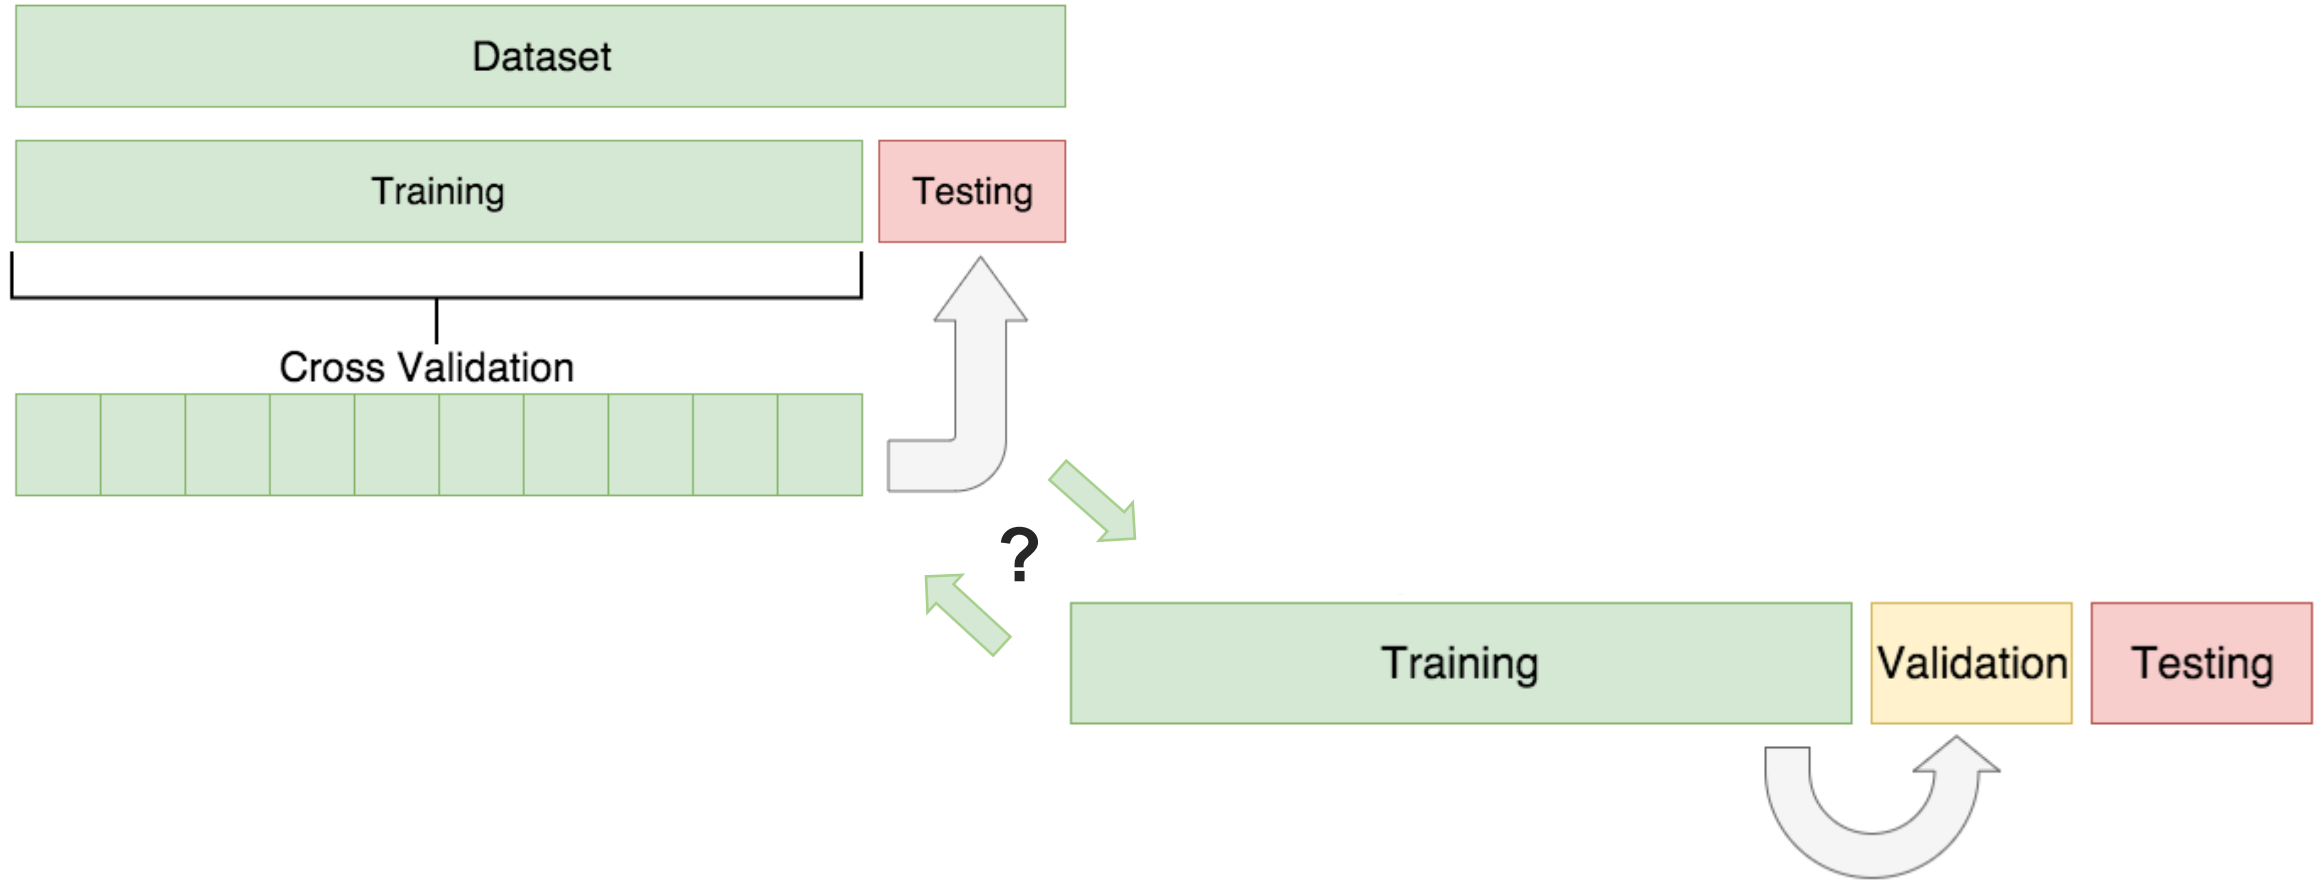 Dataset
Training
Testing
Cross Validation
?
Training
Validation
Testing